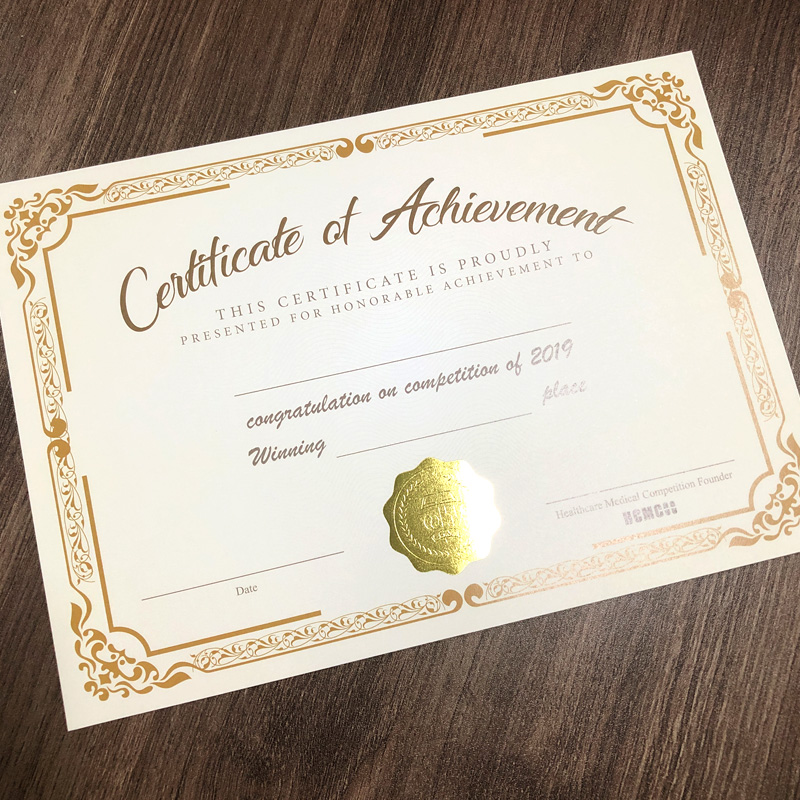 Certificate of Achievement
THIS CERTIFICATE IS PROUDLY
PRESENTED FOR HONORABLE ACHIEVEMENT TO
congratulation on competition of 2019
Winning place
Healthcare Medical Competition Founder
Date